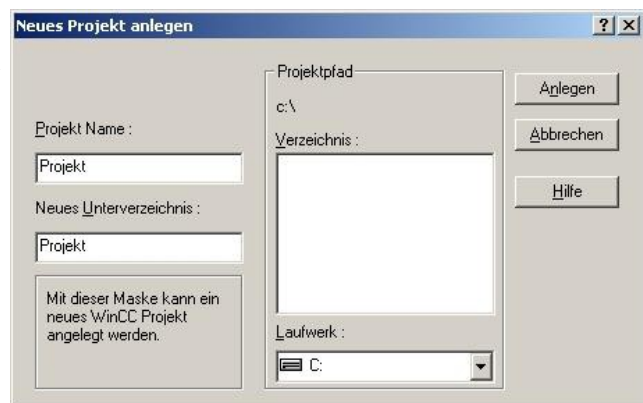 Neues Projekt anlegen
Projekt Name :
Projekt
Neues Unterverzeichnis :
Projekt
Mit dieser Maske kann ein
neues WinCC Projekt
angelegt werden.
Projektpfad
c:\
Verzeichnis :
Laufwerk :
C:
Anlegen
Abbrechen
Hilfe